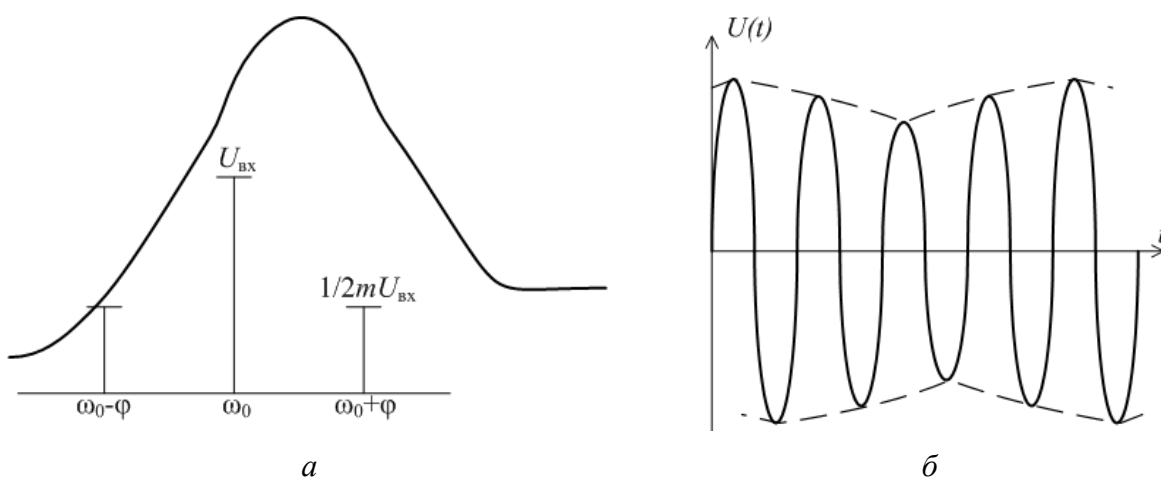 U_вх
1/2mU_вх
ω₀-φ ω₀ ω₀+φ
а
U(t)
t
б